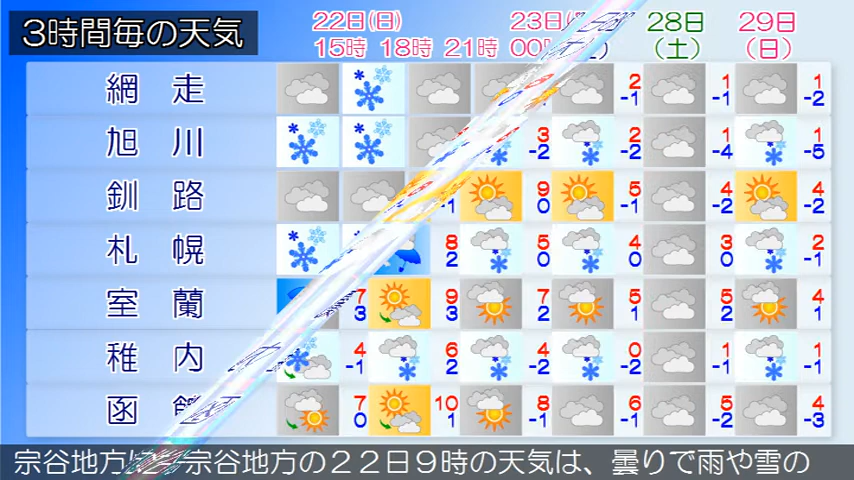 3時間毎の天気
22日(日) 23日 28日 29日
15時 18時 21時 00 (土) (日)
網走 2 -1 1 -1 1 -2
旭川 3 -2 2 -2 1 -4 1 -5
釧路 -1 9 0 5 -1 4 -2 4 -2
札幌 8 2 5 0 4 0 3 0 2 -1
室蘭 7 3 9 3 7 2 5 1 5 2 4 1
稚内 4 -1 6 2 4 -2 0 -2 1 -1 1 -1
函 7 0 10 1 8 -1 6 -1 5 -2 4 -3
宗谷地方 宗谷地方の22日9時の天気は、曇りで雨や雪の